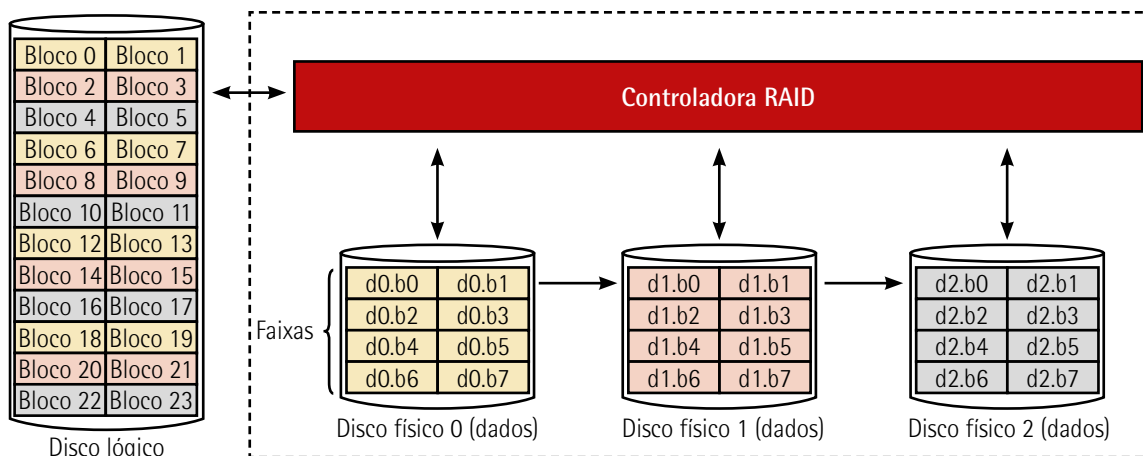 Bloco 0 Bloco 1
Bloco 2 Bloco 3
Bloco 4 Bloco 5
Bloco 6 Bloco 7
Bloco 8 Bloco 9
Bloco 10 Bloco 11
Bloco 12 Bloco 13
Bloco 14 Bloco 15
Bloco 16 Bloco 17
Bloco 18 Bloco 19
Bloco 20 Bloco 21
Bloco 22 Bloco 23
Disco lógico
Controladora RAID
Faixas
d0.b0 d0.b1
d0.b2 d0.b3
d0.b4 d0.b5
d0.b6 d0.b7
Disco físico 0 (dados)
d1.b0 d1.b1
d1.b2 d1.b3
d1.b4 d1.b5
d1.b6 d1.b7
Disco físico 1 (dados)
d2.b0 d2.b1
d2.b2 d2.b3
d2.b4 d2.b5
d2.b6 d2.b7
Disco físico 2 (dados)